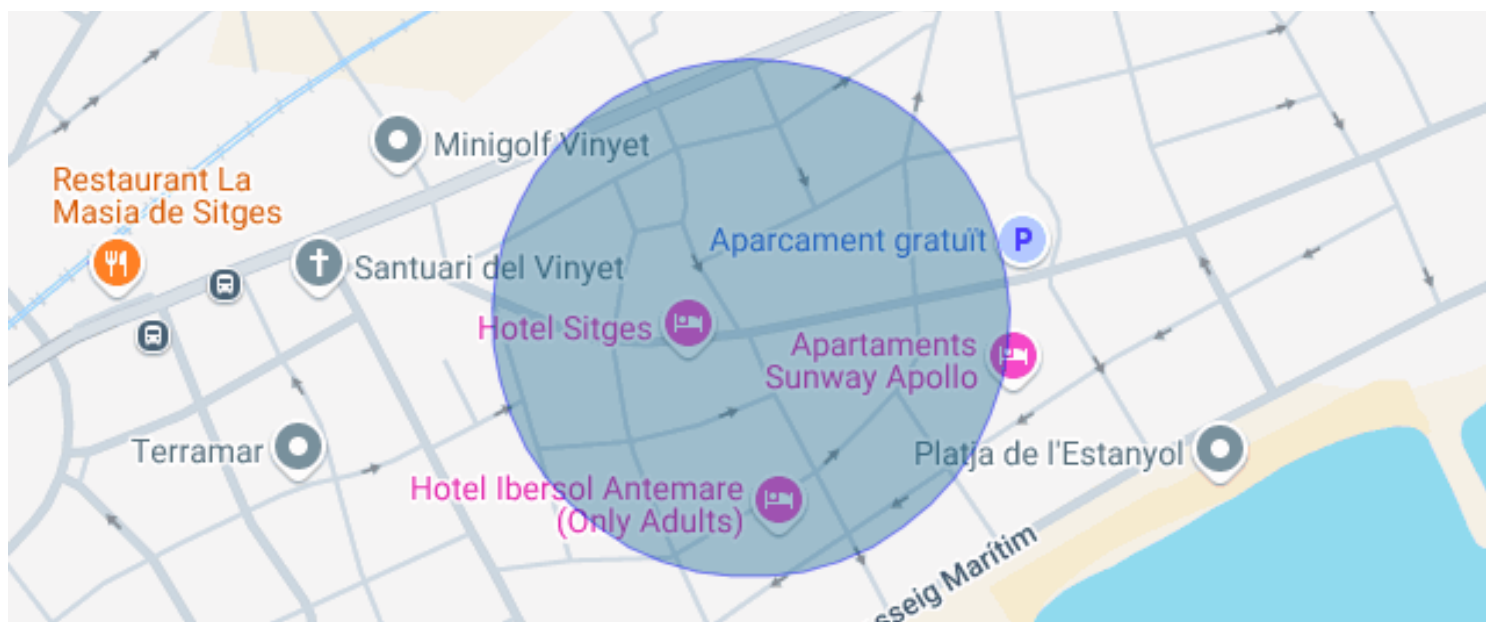 Minigolf Vinyet
Restaurant La
Masia de Sitges
Aparcament gratuït
P
Santuari del Vinyet
Hotel Sitges
Apartaments
Sunway Apollo
Terramar
Platja de l'Estanyol
Hotel Ibersol Antemare
(Only Adults)
sseig Marítim